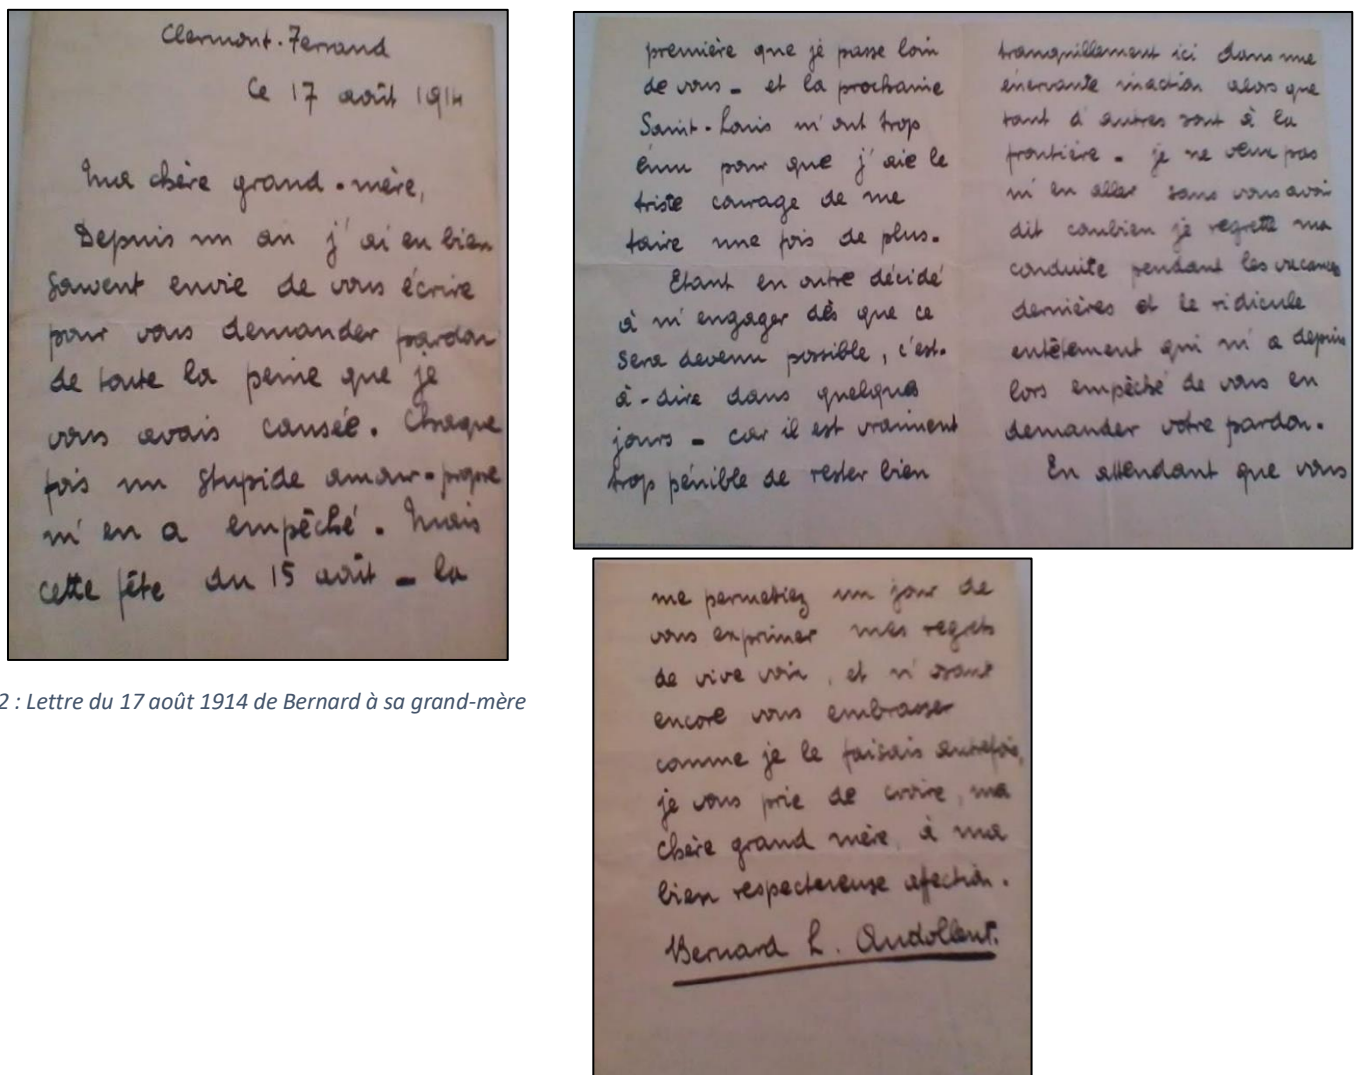 Clermont-Ferrand
Ce 17 août 1914
Ma chère grand-mère,
Depuis un an j'ai eu bien
souvent envie de vous écrire
pour vous demander pardon
de toute la peine que je
vous avais causée. Chaque
fois un stupide amour-propre
m'en a empêché. Mais
cette fête du 15 août - la
première que je passe loin
de vous - et la prochaine
Saint-Louis m'ont trop
ému pour que j'aie le
triste courage de me
taire une fois de plus.
Etant en outre décidé
à m'engager dès que ce
sera devenu possible, c'est-
à-dire dans quelques
jours - car il est vraiment
trop pénible de rester bien
tranquillement ici dans une
énervante inaction alors que
tant d'autres sont à la
frontière - je ne veux pas
m'en aller sans vous avoir
dit combien je regrette ma
conduite pendant les vacances
dernières et le ridicule
entêtement qui m'a depuis
lors empêché de vous en
demander votre pardon.
En attendant que vous
me permettiez un jour de
vous exprimer mes regrets
de vive voix, et n'osant
encore vous embrasser
comme je le faisais autrefois,
je vous prie de croire, ma
chère grand mère, à ma
bien respectueuse affection.
Bernard L. Audollent.
2 : Lettre du 17 août 1914 de Bernard à sa grand-mère